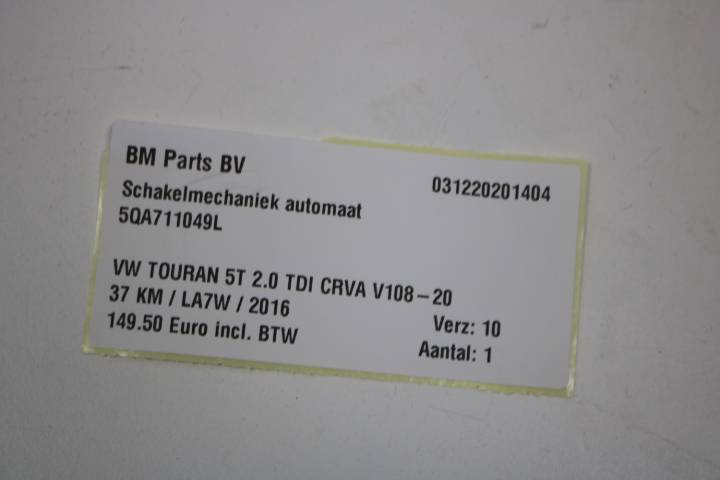 BM Parts BV 031220201404
Schakelmechaniek automaat
5QA711049L
VW TOURAN 5T 2.0 TDI CRVA V108-20
37 KM / LA7W / 2016 Verz: 10
149.50 Euro incl. BTW Aantal: 1